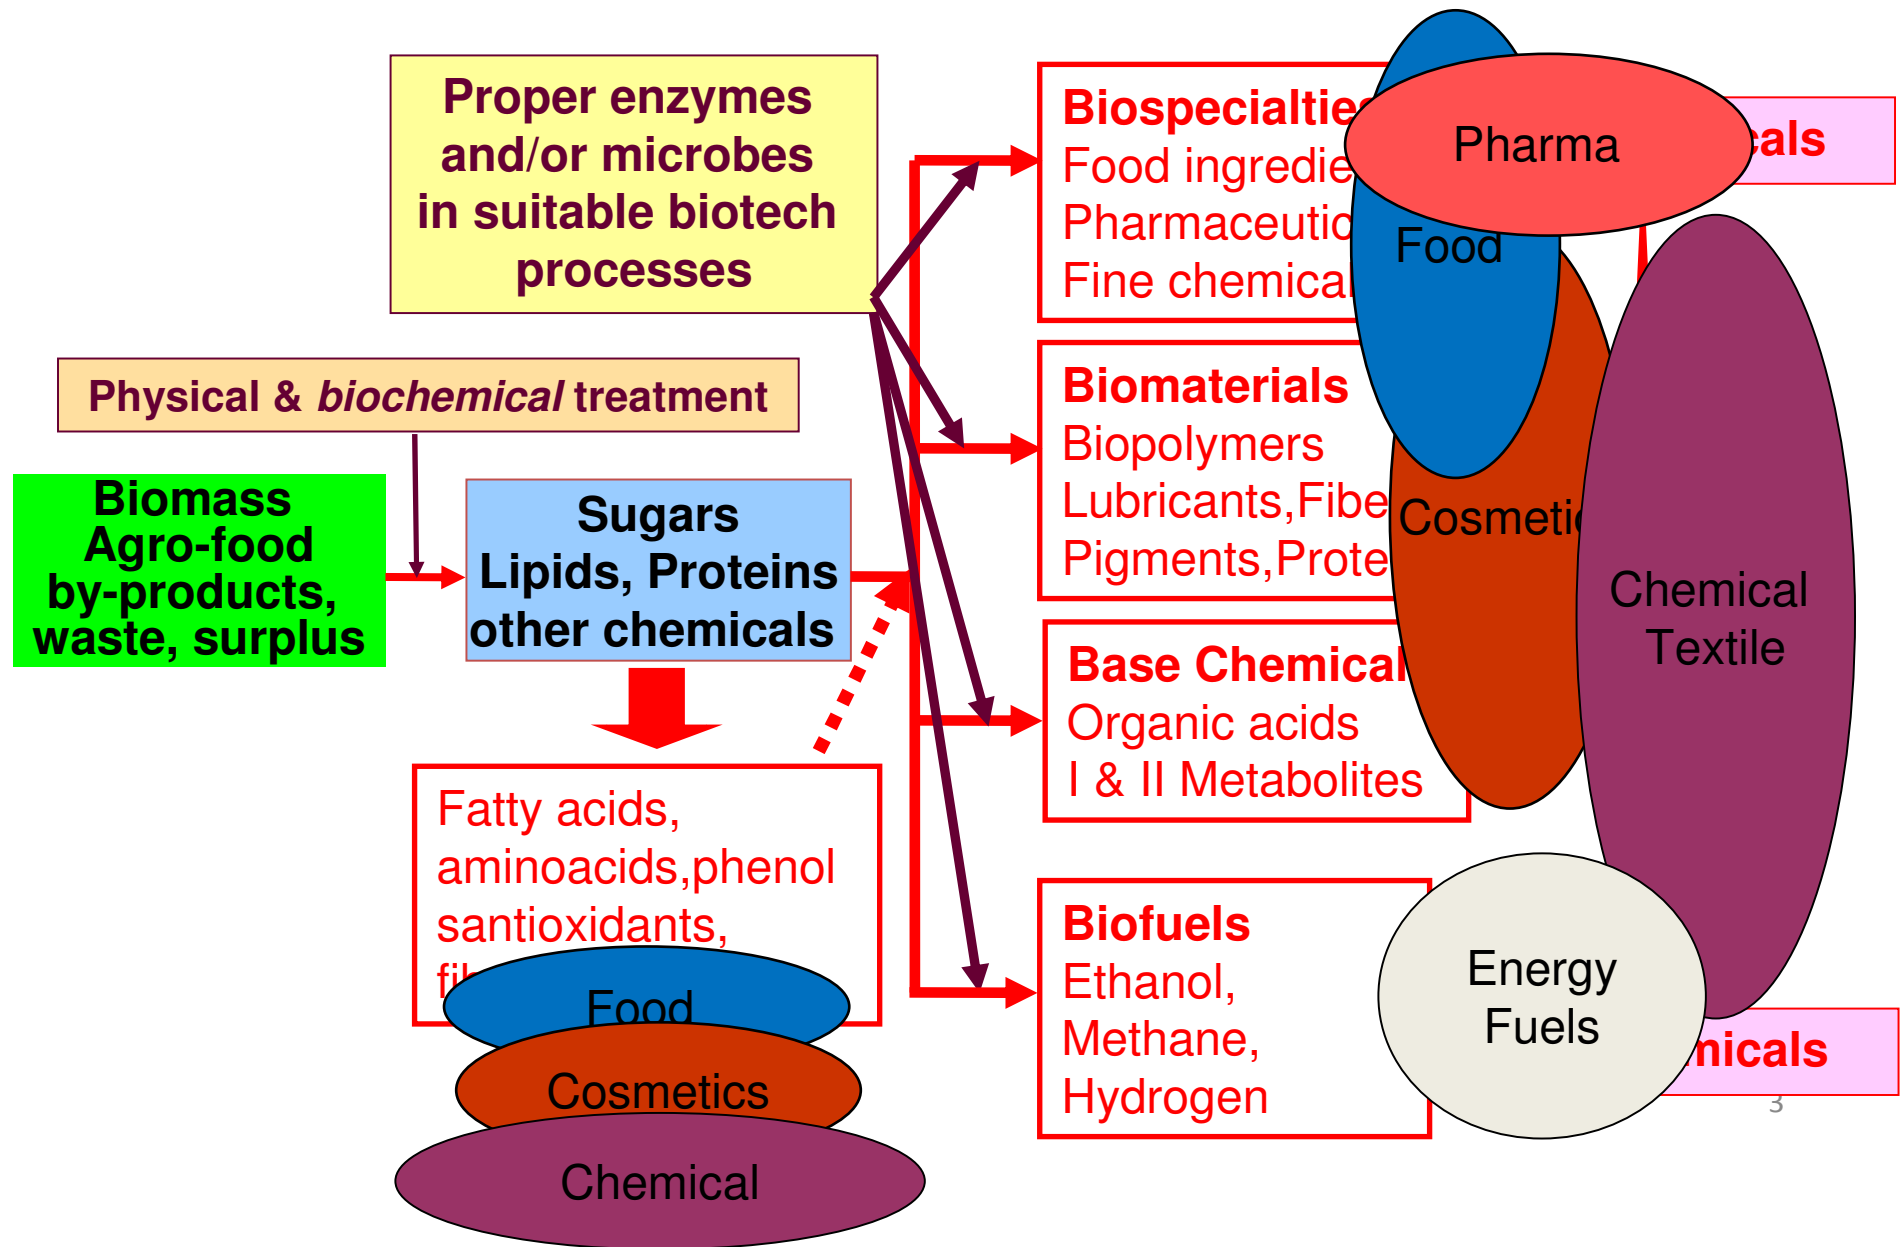 Proper enzymes
and/or microbes
in suitable biotech
processes
Physical & biochemical treatment
Biomass
Agro-food
by-products,
waste, surplus
Sugars
Lipids, Proteins
other chemicals
Fatty acids,
aminoacids,phenol
santioxidants,
Food
Cosmetics
Chemical
Biospecialties
Food
Pharmaceutic
Fine chemical
Biomaterials
Biopolymers
Lubricants,Fibe
Pigments,Prote
Base Chemical
Organic acids
I & II Metabolites
Biofuels
Ethanol,
Methane,
Hydrogen
Pharma
Food
Cosmetic
Chemical
Textile
Energy
Fuels
cals
micals
3